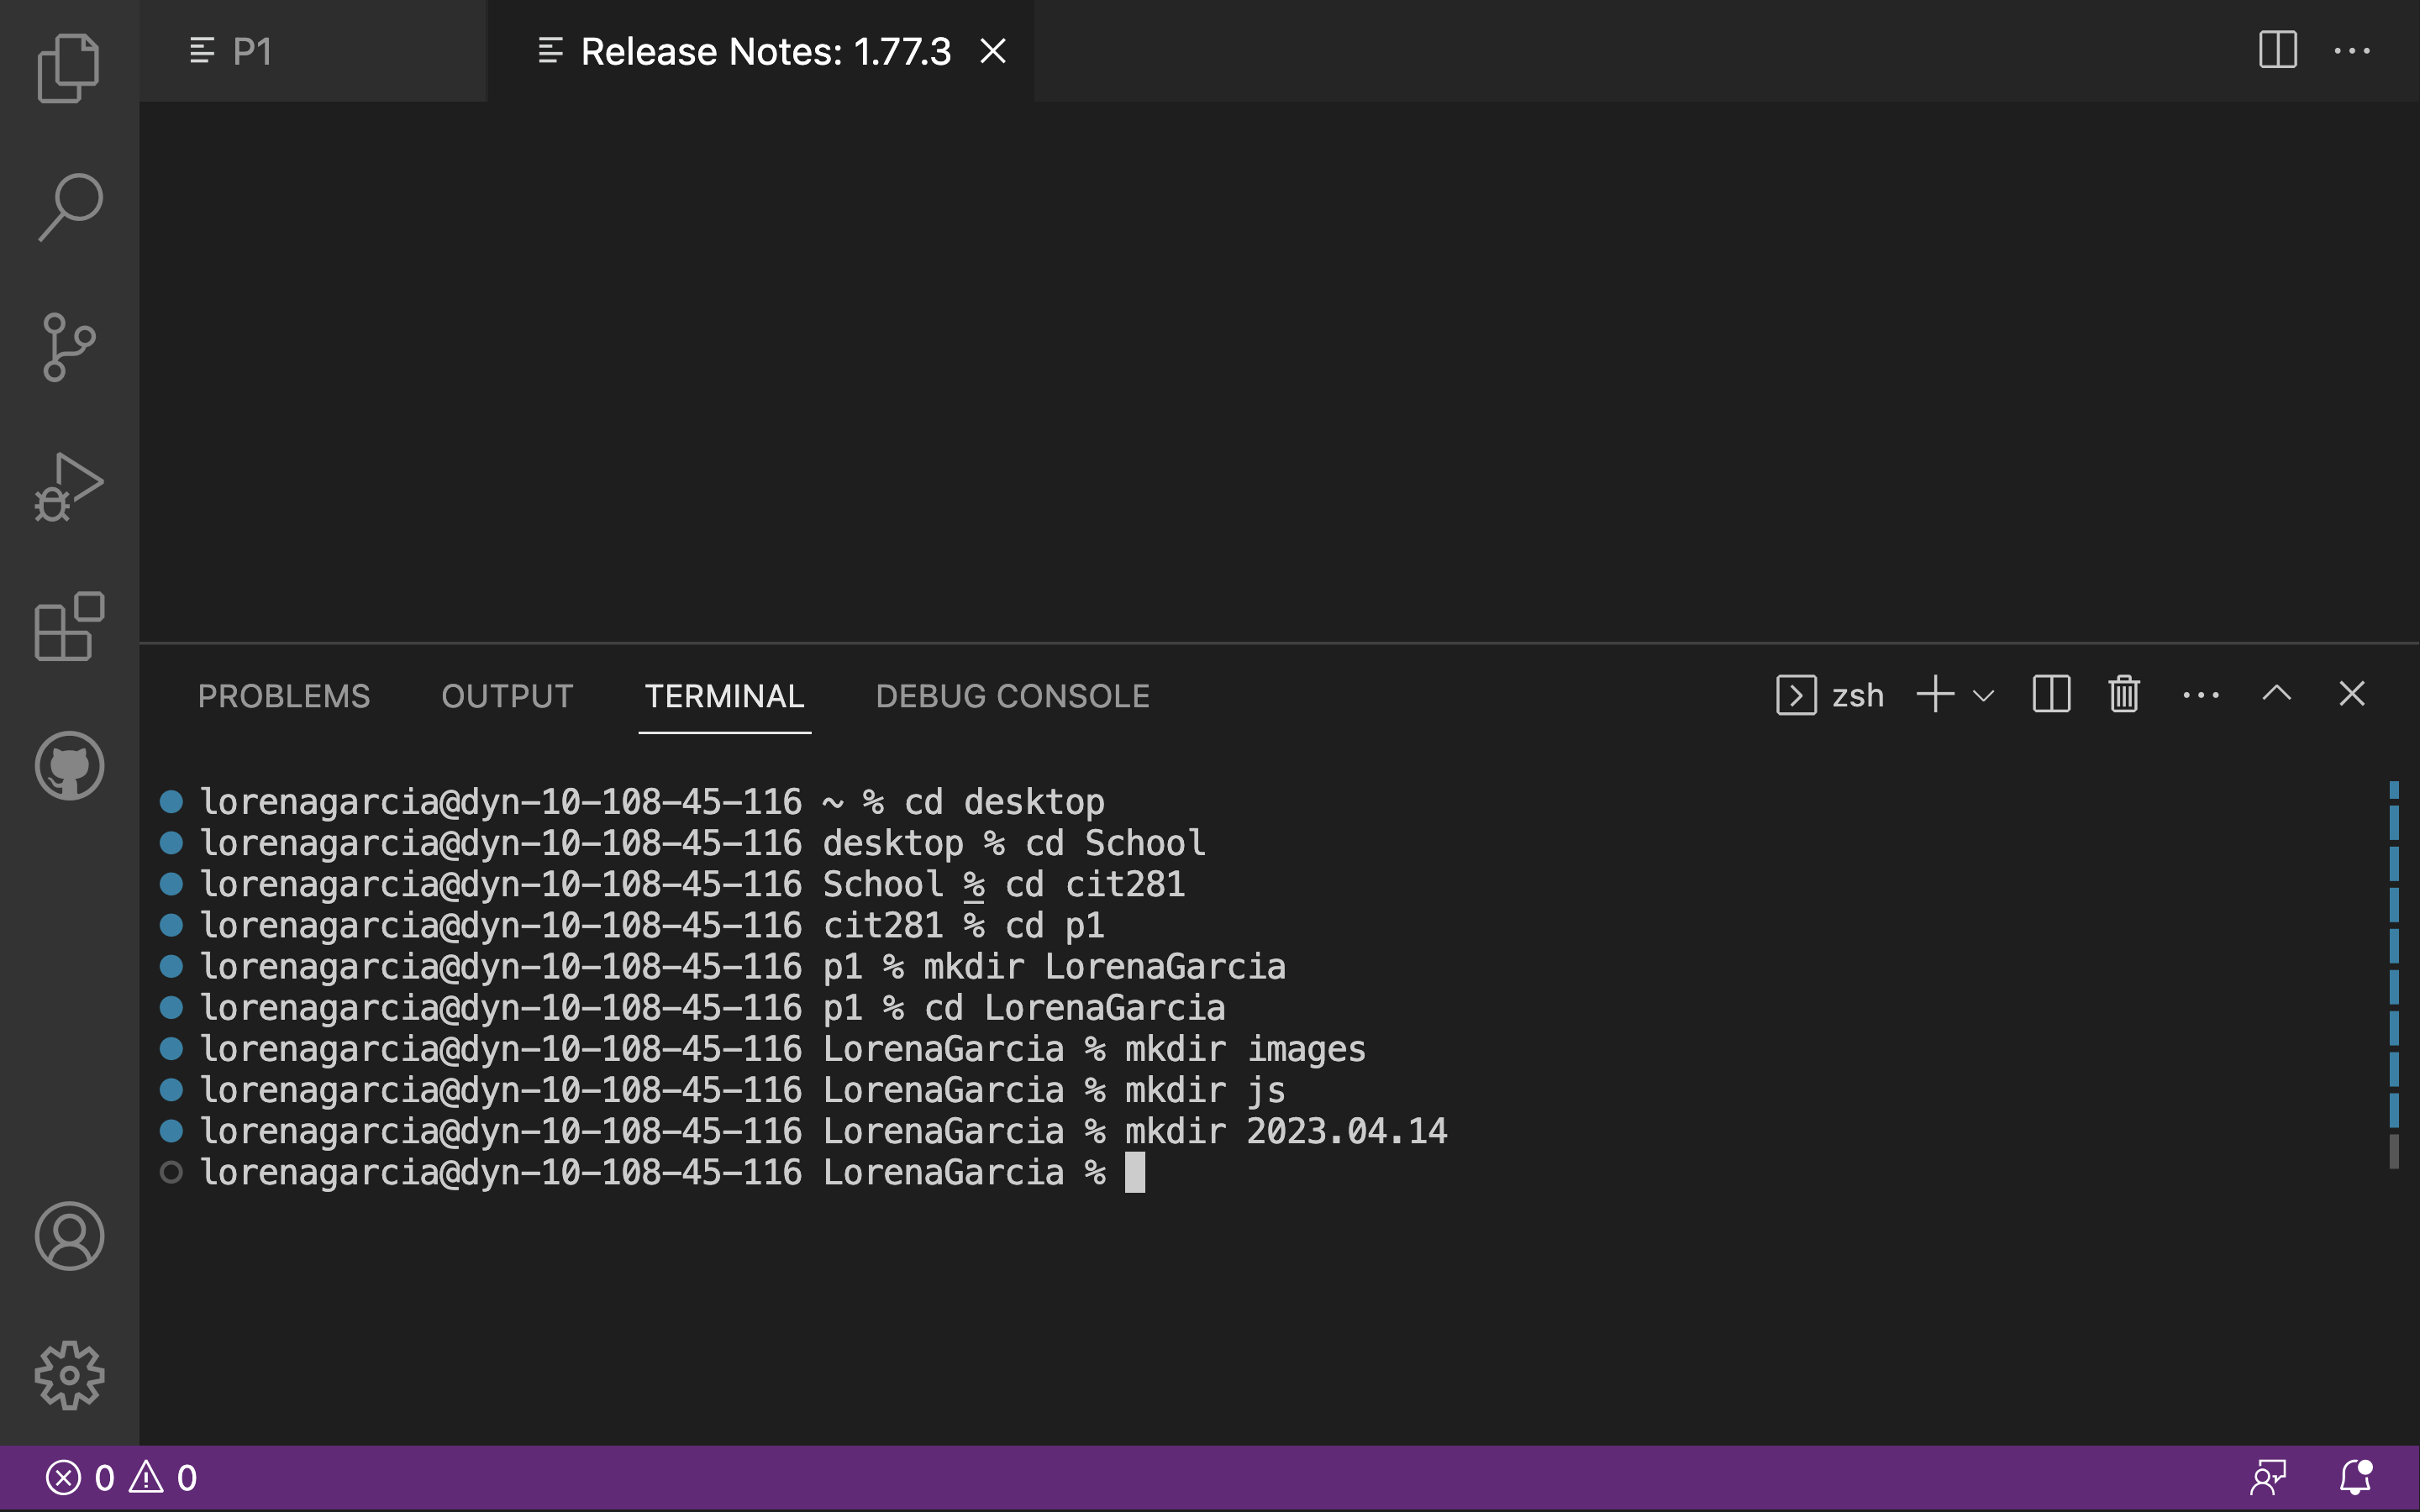 P1
Release Notes: 1.77.3
PROBLEMS OUTPUT TERMINAL DEBUG CONSOLE zsh
lorenagarcia@dyn-10-108-45-116 ~ % cd desktop
lorenagarcia@dyn-10-108-45-116 desktop % cd School
lorenagarcia@dyn-10-108-45-116 School % cd cit281
lorenagarcia@dyn-10-108-45-116 cit281 % cd p1
lorenagarcia@dyn-10-108-45-116 p1 % mkdir LorenaGarcia
lorenagarcia@dyn-10-108-45-116 p1 % cd LorenaGarcia
lorenagarcia@dyn-10-108-45-116 LorenaGarcia % mkdir images
lorenagarcia@dyn-10-108-45-116 LorenaGarcia % mkdir js
lorenagarcia@dyn-10-108-45-116 LorenaGarcia % mkdir 2023.04.14
lorenagarcia@dyn-10-108-45-116 LorenaGarcia %
0 0